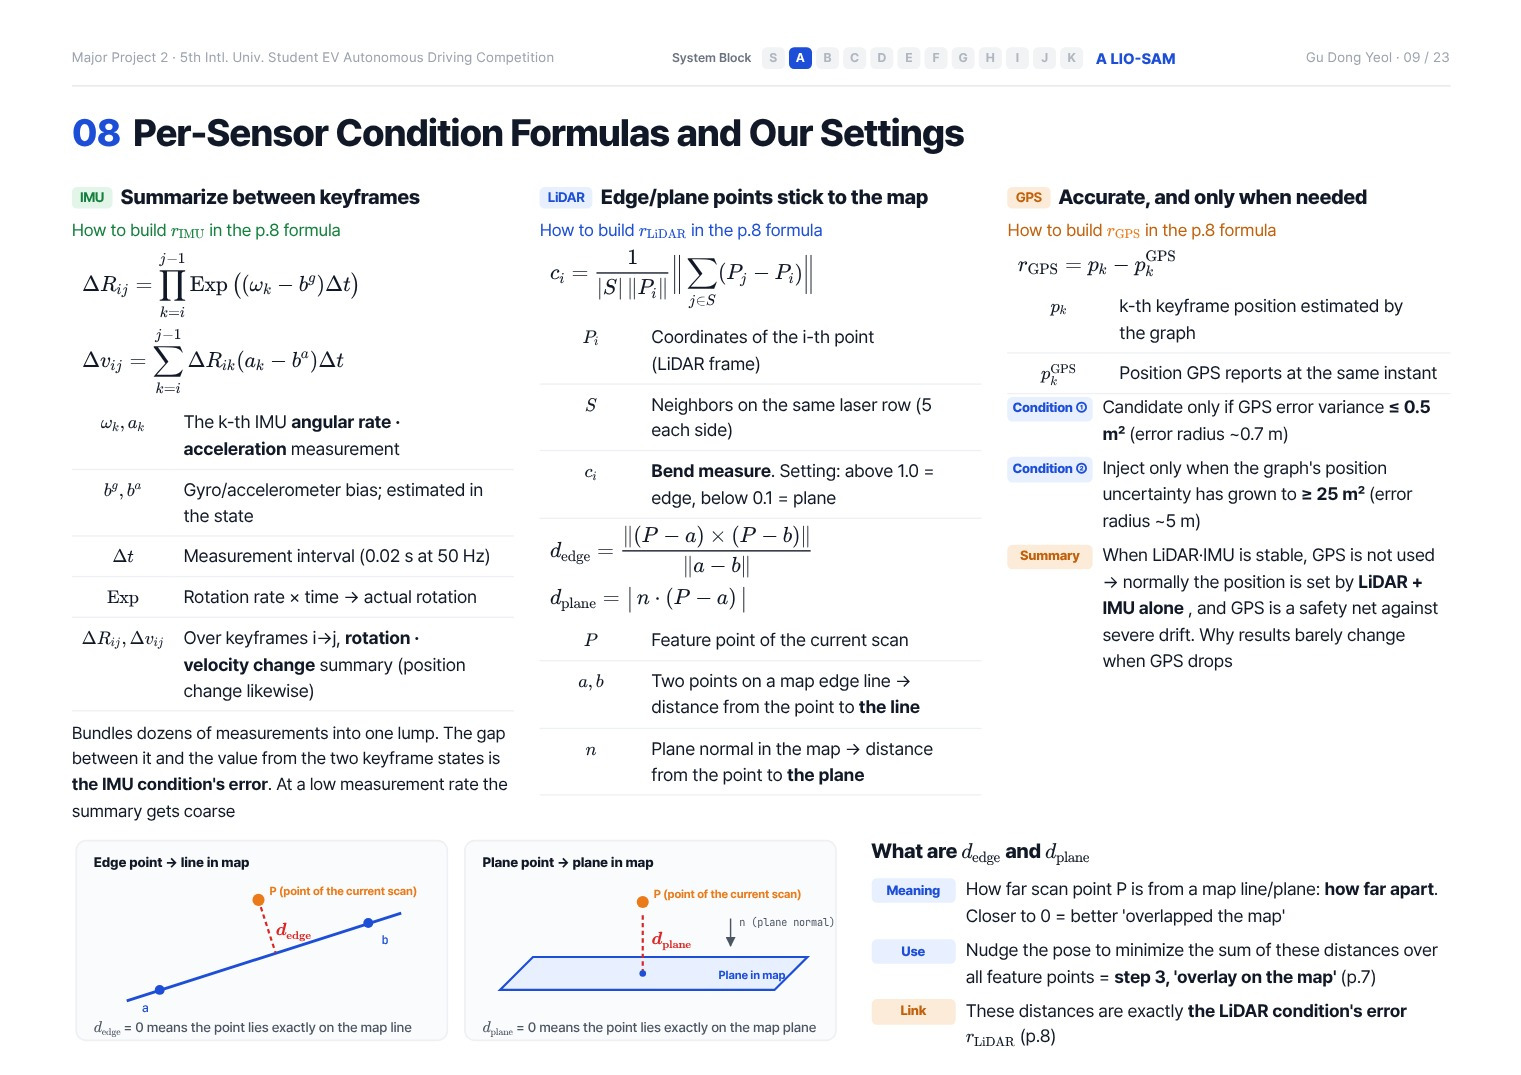 Major Project 2 · 5th Intl. Univ. Student EV Autonomous Driving Competition
System Block S A B C D E F G H I J K A LIO-SAM
Gu Dong Yeol · 09 / 23
08 Per-Sensor Condition Formulas and Our Settings
IMU Summarize between keyframes
How to build r_IMU in the p.8 formula
ΔR_ij = ∏_{k=i}^{j−1} Exp ((ω_k − b^g)Δt)
Δv_ij = ∑_{k=i}^{j−1} ΔR_ik(a_k − b^a)Δt
ω_k, a_k The k-th IMU angular rate ·
acceleration measurement
b^g, b^a Gyro/accelerometer bias; estimated in
the state
Δt Measurement interval (0.02 s at 50 Hz)
Exp Rotation rate × time → actual rotation
ΔR_ij, Δv_ij Over keyframes i→j, rotation ·
velocity change summary (position
change likewise)
Bundles dozens of measurements into one lump. The gap
between it and the value from the two keyframe states is
the IMU condition's error. At a low measurement rate the
summary gets coarse
LiDAR Edge/plane points stick to the map
How to build r_LiDAR in the p.8 formula
c_i = 1 / (|S| ‖P_i‖) ‖ ∑_{j∈S} (P_j − P_i) ‖
P_i Coordinates of the i-th point
(LiDAR frame)
S Neighbors on the same laser row (5
each side)
c_i Bend measure. Setting: above 1.0 =
edge, below 0.1 = plane
d_edge = ‖(P − a) × (P − b)‖ / ‖a − b‖
d_plane = | n · (P − a) |
P Feature point of the current scan
a, b Two points on a map edge line →
distance from the point to the line
n Plane normal in the map → distance
from the point to the plane
GPS Accurate, and only when needed
How to build r_GPS in the p.8 formula
r_GPS = p_k − p_k^GPS
p_k k-th keyframe position estimated by
the graph
p_k^GPS Position GPS reports at the same instant
Condition ① Candidate only if GPS error variance ≤ 0.5
m² (error radius ~0.7 m)
Condition ② Inject only when the graph's position
uncertainty has grown to ≥ 25 m² (error
radius ~5 m)
Summary When LiDAR·IMU is stable, GPS is not used
→ normally the position is set by LiDAR +
IMU alone , and GPS is a safety net against
severe drift. Why results barely change
when GPS drops
Edge point → line in map
P (point of the current scan)
d_edge
b
a
d_edge = 0 means the point lies exactly on the map line
Plane point → plane in map
P (point of the current scan)
n (plane normal)
d_plane
Plane in map
d_plane = 0 means the point lies exactly on the map plane
What are d_edge and d_plane
Meaning How far scan point P is from a map line/plane: how far apart.
Closer to 0 = better 'overlapped the map'
Use Nudge the pose to minimize the sum of these distances over
all feature points = step 3, 'overlay on the map' (p.7)
Link These distances are exactly the LiDAR condition's error
r_LiDAR (p.8)